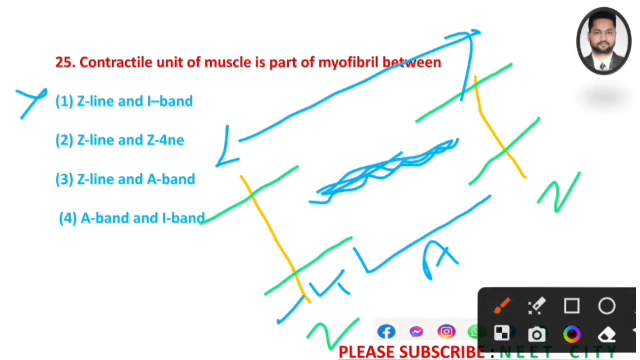 25. Contractile unit of muscle is part of myofibril between
(1) Z-line and I–band
(2) Z-line and Z-4ne
(3) Z-line and A-band
(4) A-band and I-band
Z
A
Z
PLEASE SUBSCRIBE : NEET CITY